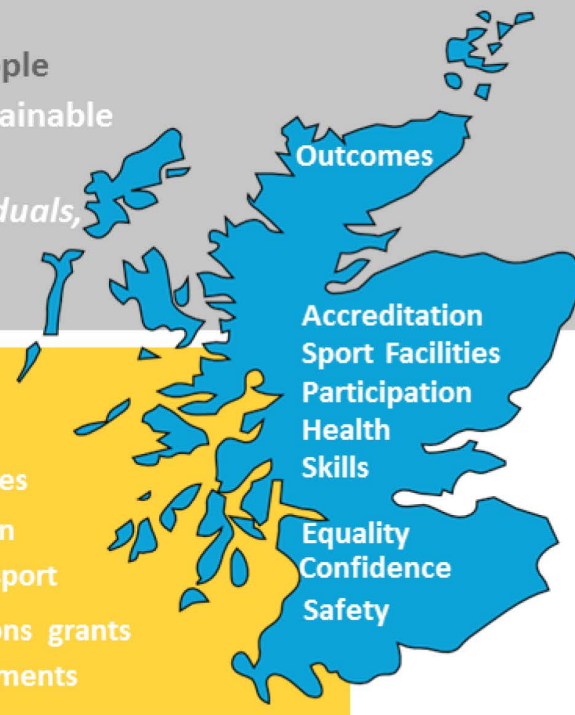 ple
ainable
duals,
Outcomes
Accreditation
Sport Facilities
Participation
Health
Skills
es
n
port
ons grants
ments
Equality
Confidence
Safety